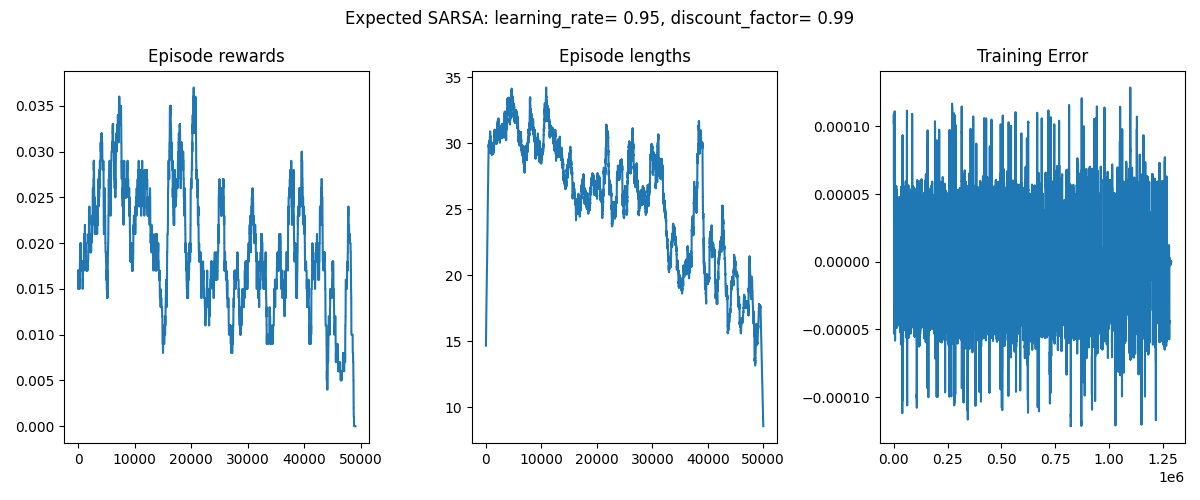 Expected SARSA: learning_rate= 0.95, discount_factor= 0.99
Episode rewards
0.035
0.030
0.025
0.020
0.015
0.010
0.005
0.000
0 10000 20000 30000 40000 50000
Episode lengths
35
30
25
20
15
10
0 10000 20000 30000 40000 50000
Training Error
0.00010
0.00005
0.00000
−0.00005
−0.00010
0.00 0.25 0.50 0.75 1.00 1.25
1e6